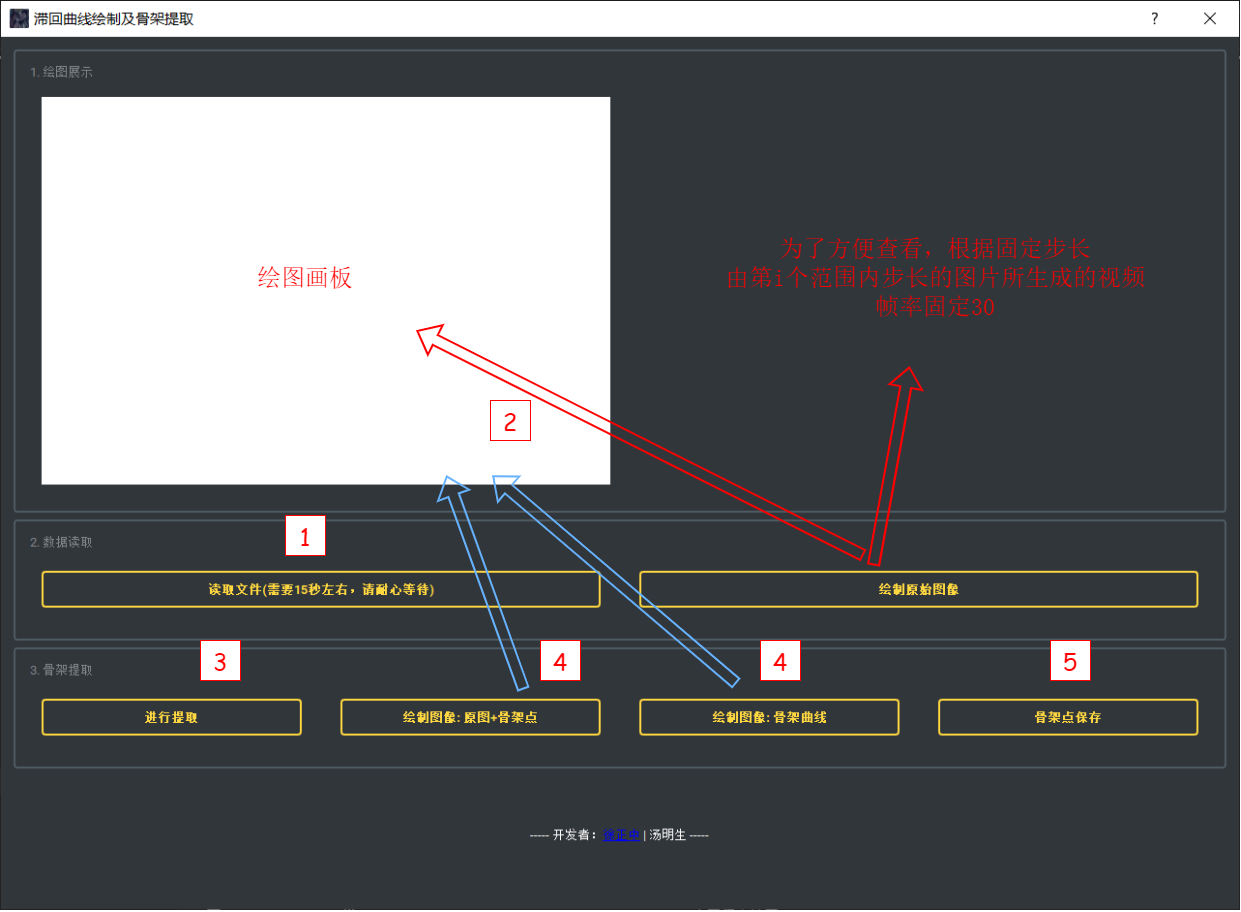 滞回曲线绘制及骨架提取
?
1. 绘图展示
绘图画板
为了方便查看，根据固定步长
由第i个范围内步长的图片所生成的视频
帧率固定30
2
2. 数据读取
1
读取文件(需要15秒左右，请耐心等待)
绘制原始图像
3. 骨架提取
3
4
4
5
进行提取
绘制图像: 原图+骨架点
绘制图像: 骨架曲线
骨架点保存
----- 开发者： 徐正中 | 汤明生 -----